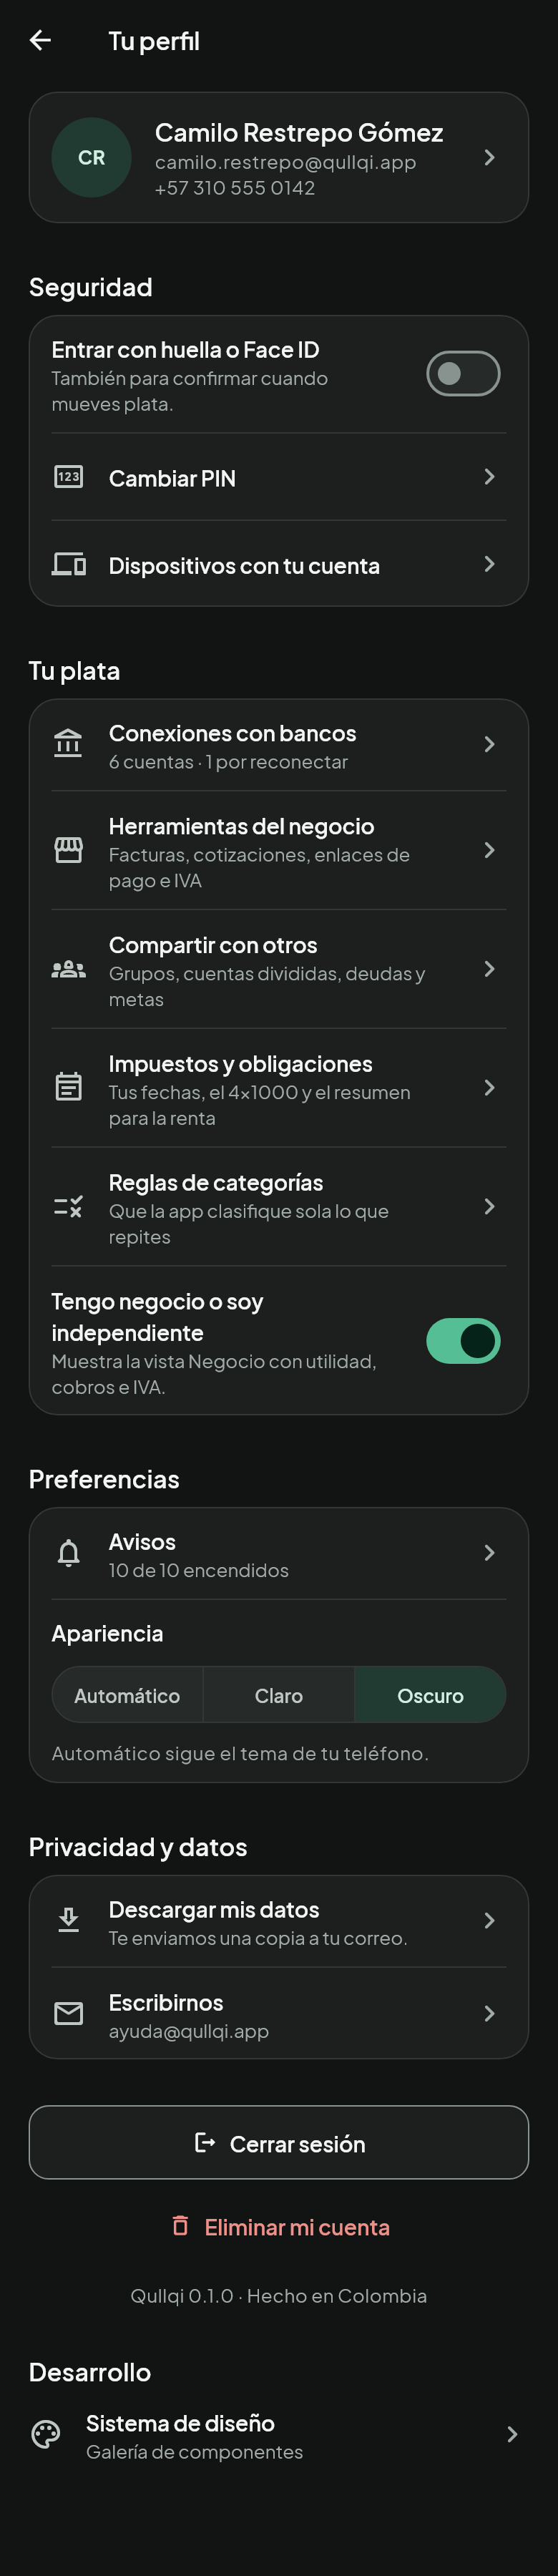 Tu perfil
CR
Camilo Restrepo Gómez
camilo.restrepo@qullqi.app
+57 310 555 0142
Seguridad
Entrar con huella o Face ID
También para confirmar cuando
mueves plata.
123
Cambiar PIN
Dispositivos con tu cuenta
Tu plata
Conexiones con bancos
6 cuentas · 1 por reconectar
Herramientas del negocio
Facturas, cotizaciones, enlaces de
pago e IVA
Compartir con otros
Grupos, cuentas divididas, deudas y
metas
Impuestos y obligaciones
Tus fechas, el 4×1000 y el resumen
para la renta
Reglas de categorías
Que la app clasifique sola lo que
repites
Tengo negocio o soy
independiente
Muestra la vista Negocio con utilidad,
cobros e IVA.
Preferencias
Avisos
10 de 10 encendidos
Apariencia
Automático
Claro
Oscuro
Automático sigue el tema de tu teléfono.
Privacidad y datos
Descargar mis datos
Te enviamos una copia a tu correo.
Escribirnos
ayuda@qullqi.app
Cerrar sesión
Eliminar mi cuenta
Qullqi 0.1.0 · Hecho en Colombia
Desarrollo
Sistema de diseño
Galería de componentes